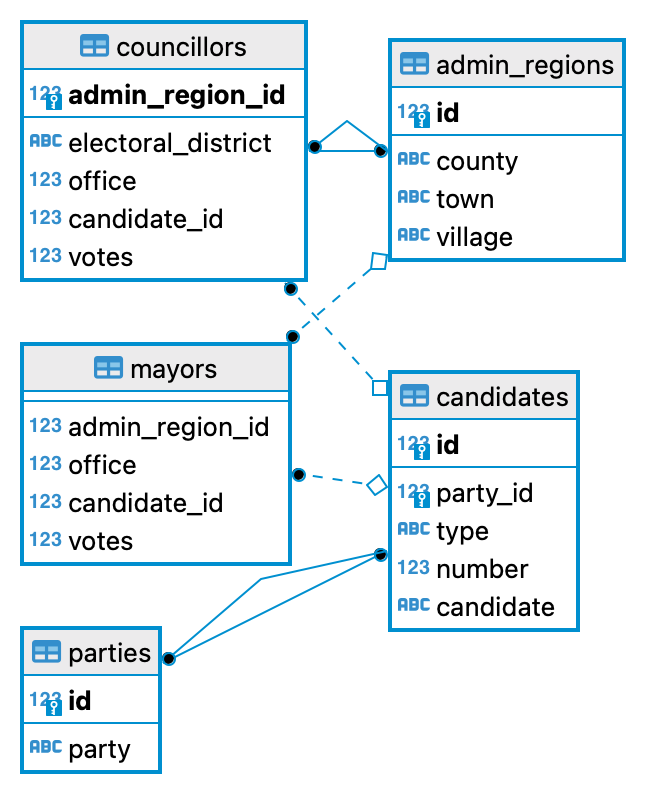 councillors
123 admin_region_id
ABC electoral_district
123 office
123 candidate_id
123 votes
admin_regions
123 id
ABC county
ABC town
ABC village
mayors
123 admin_region_id
123 office
123 candidate_id
123 votes
candidates
123 id
123 party_id
ABC type
123 number
ABC candidate
parties
123 id
ABC party